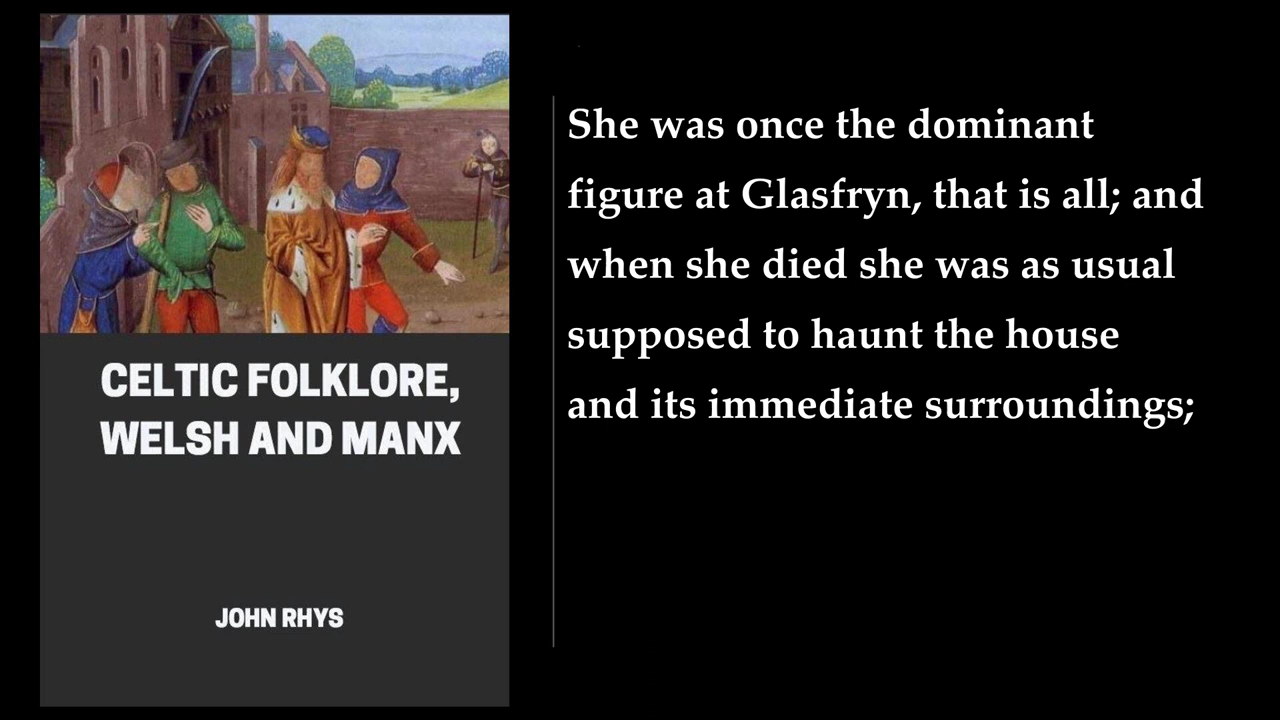 CELTIC FOLKLORE,
WELSH AND MANX
JOHN RHYS
She was once the dominant
figure at Glasfryn, that is all; and
when she died she was as usual
supposed to haunt the house
and its immediate surroundings;